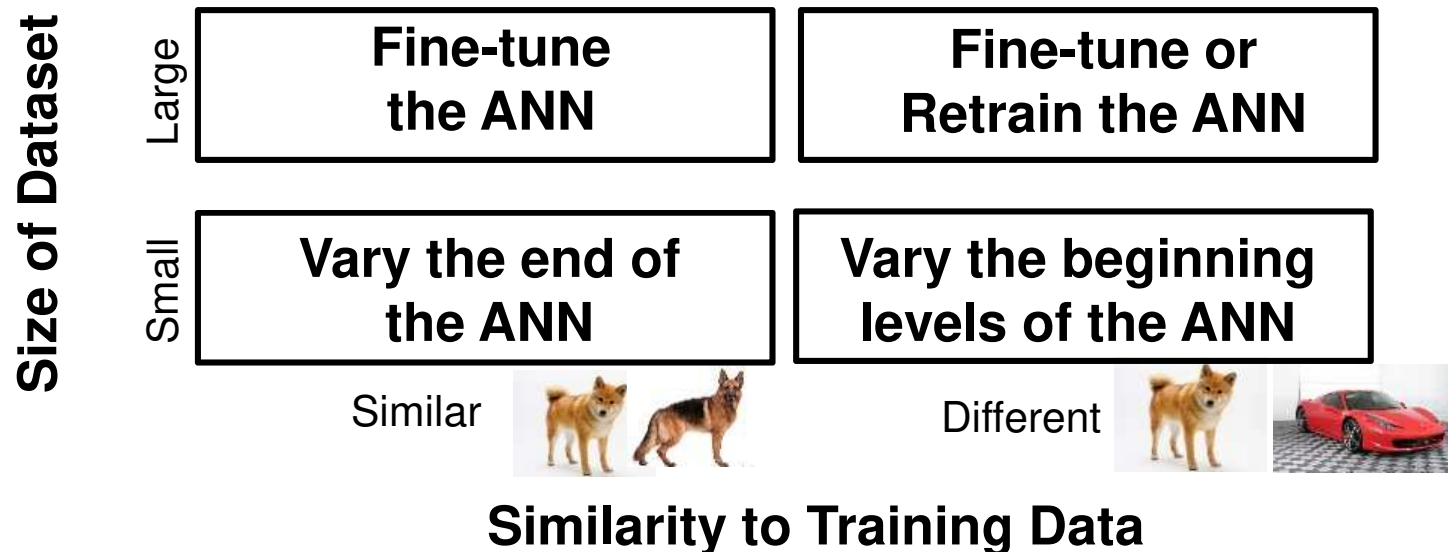 Size of Dataset
Large
Fine-tune
the ANN
Fine-tune or
Retrain the ANN
Small
Vary the end of
the ANN
Vary the beginning
levels of the ANN
Similar
Different
Similarity to Training Data